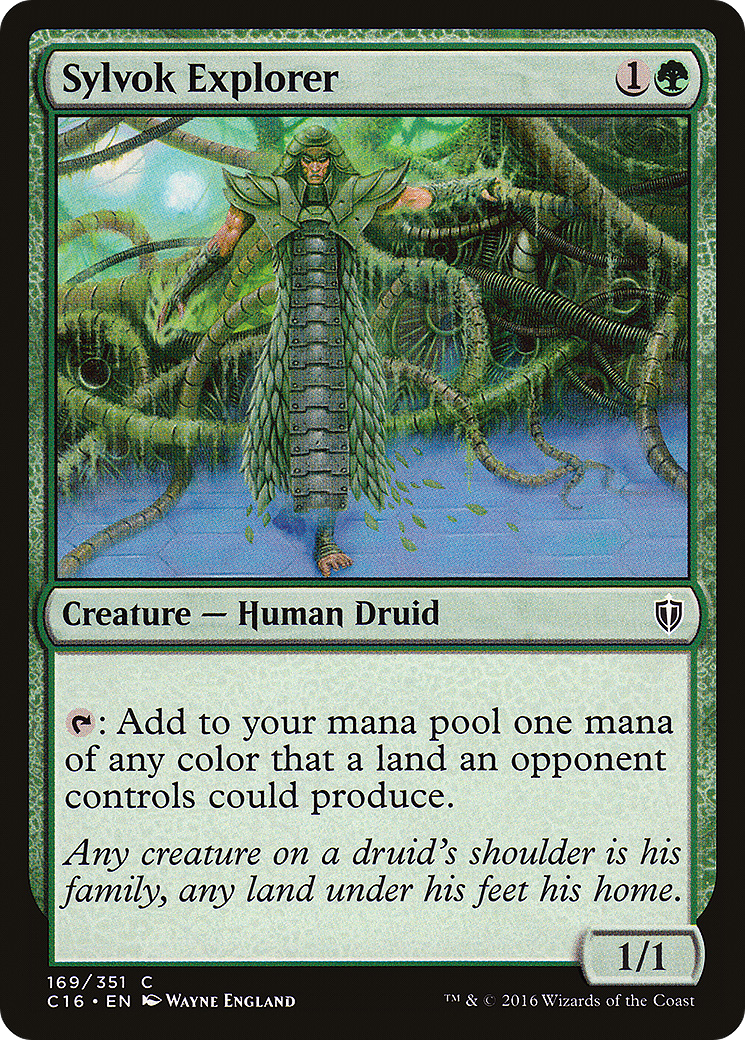 Sylvok Explorer 1
Creature — Human Druid
: Add to your mana pool one mana
of any color that a land an opponent
controls could produce.
Any creature on a druid's shoulder is his
family, any land under his feet his home.
1/1
169/351 C
C16 • EN Wayne England
™ & © 2016 Wizards of the Coast